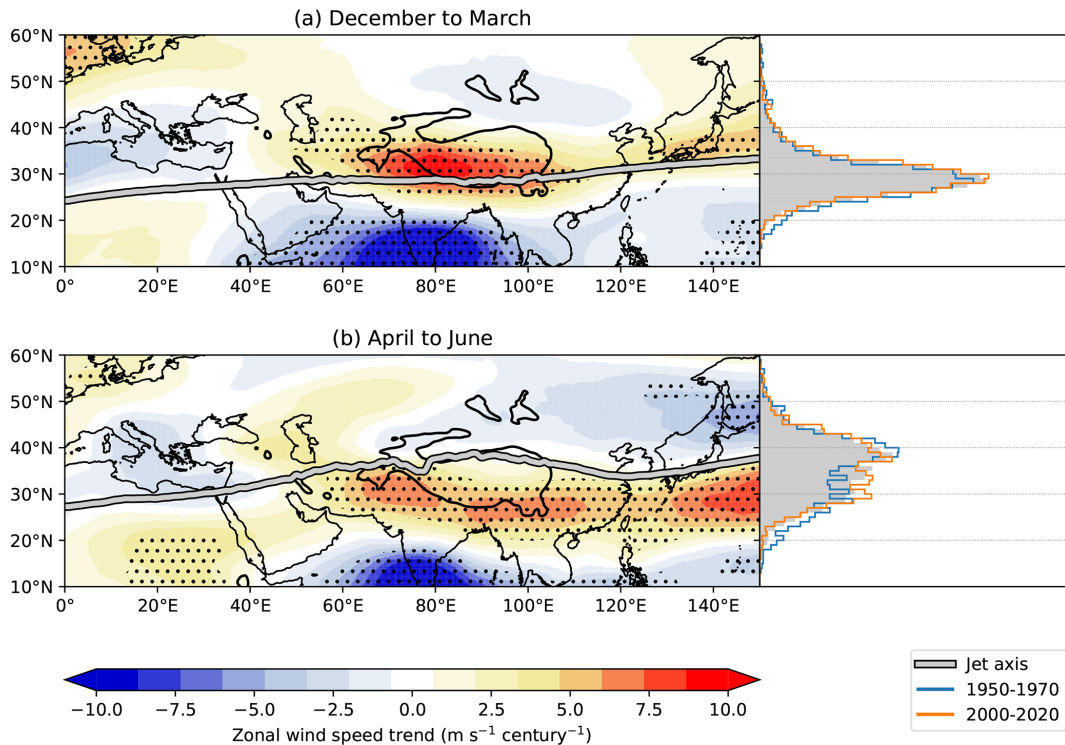 (a) December to March
60°N
50°N
40°N
30°N
20°N
10°N
0° 20°E 40°E 60°E 80°E 100°E 120°E 140°E
(b) April to June
60°N
50°N
40°N
30°N
20°N
10°N
0° 20°E 40°E 60°E 80°E 100°E 120°E 140°E
−10.0 −7.5 −5.0 −2.5 0.0 2.5 5.0 7.5 10.0
Zonal wind speed trend (m s⁻¹ century⁻¹)
Jet axis
1950-1970
2000-2020